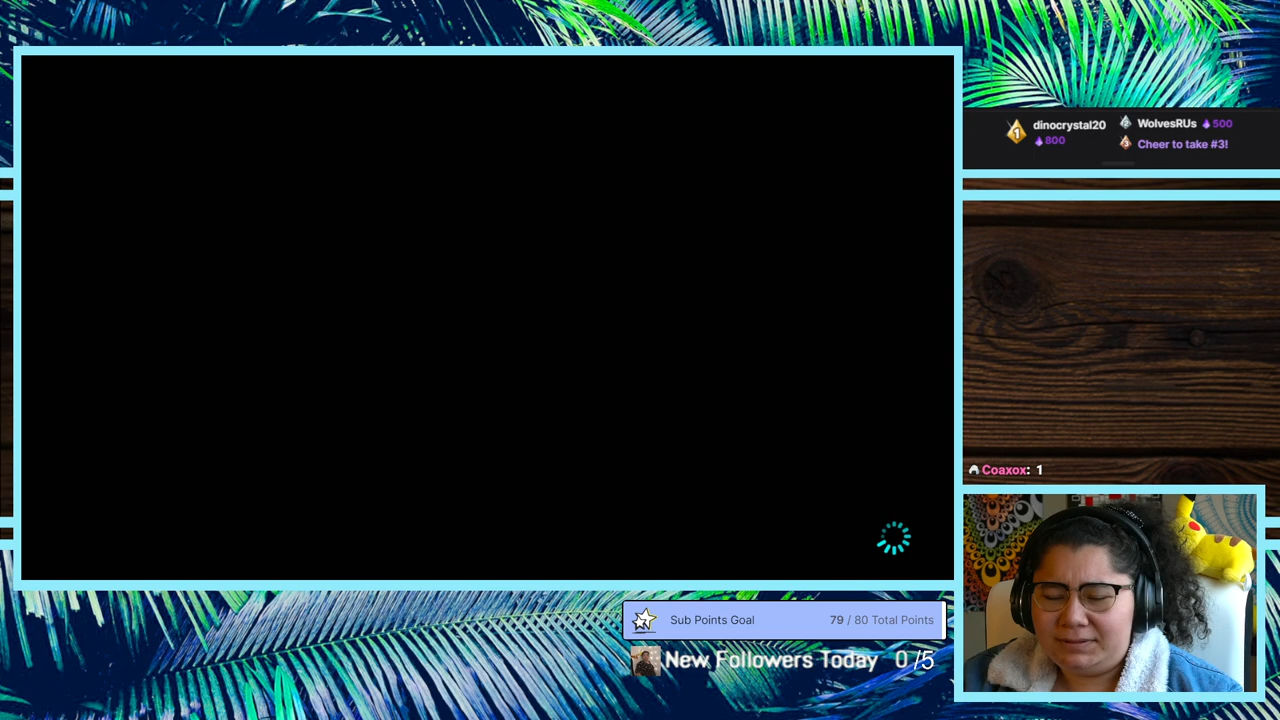 dinocrystal20
800
WolvesRUs 500
Cheer to take #3!
Coaxox: 1
Sub Points Goal 79 / 80 Total Points
New Followers Today 0 /5